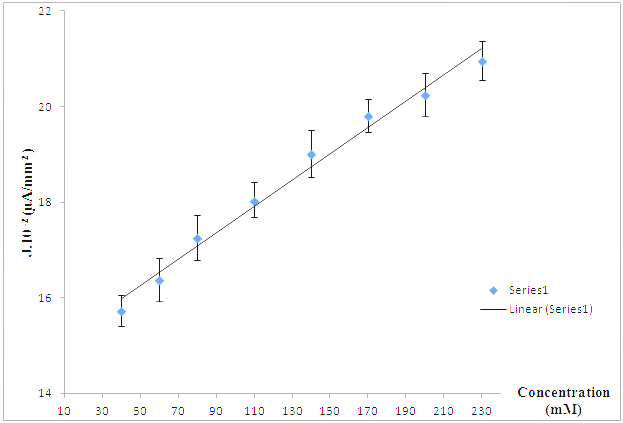 22
20
18
16
14
J.10⁻² (µA/mm²)
Series1
Linear (Series1)
10 30 50 70 90 110 130 150 170 190 210 230
Concentration
(mM)